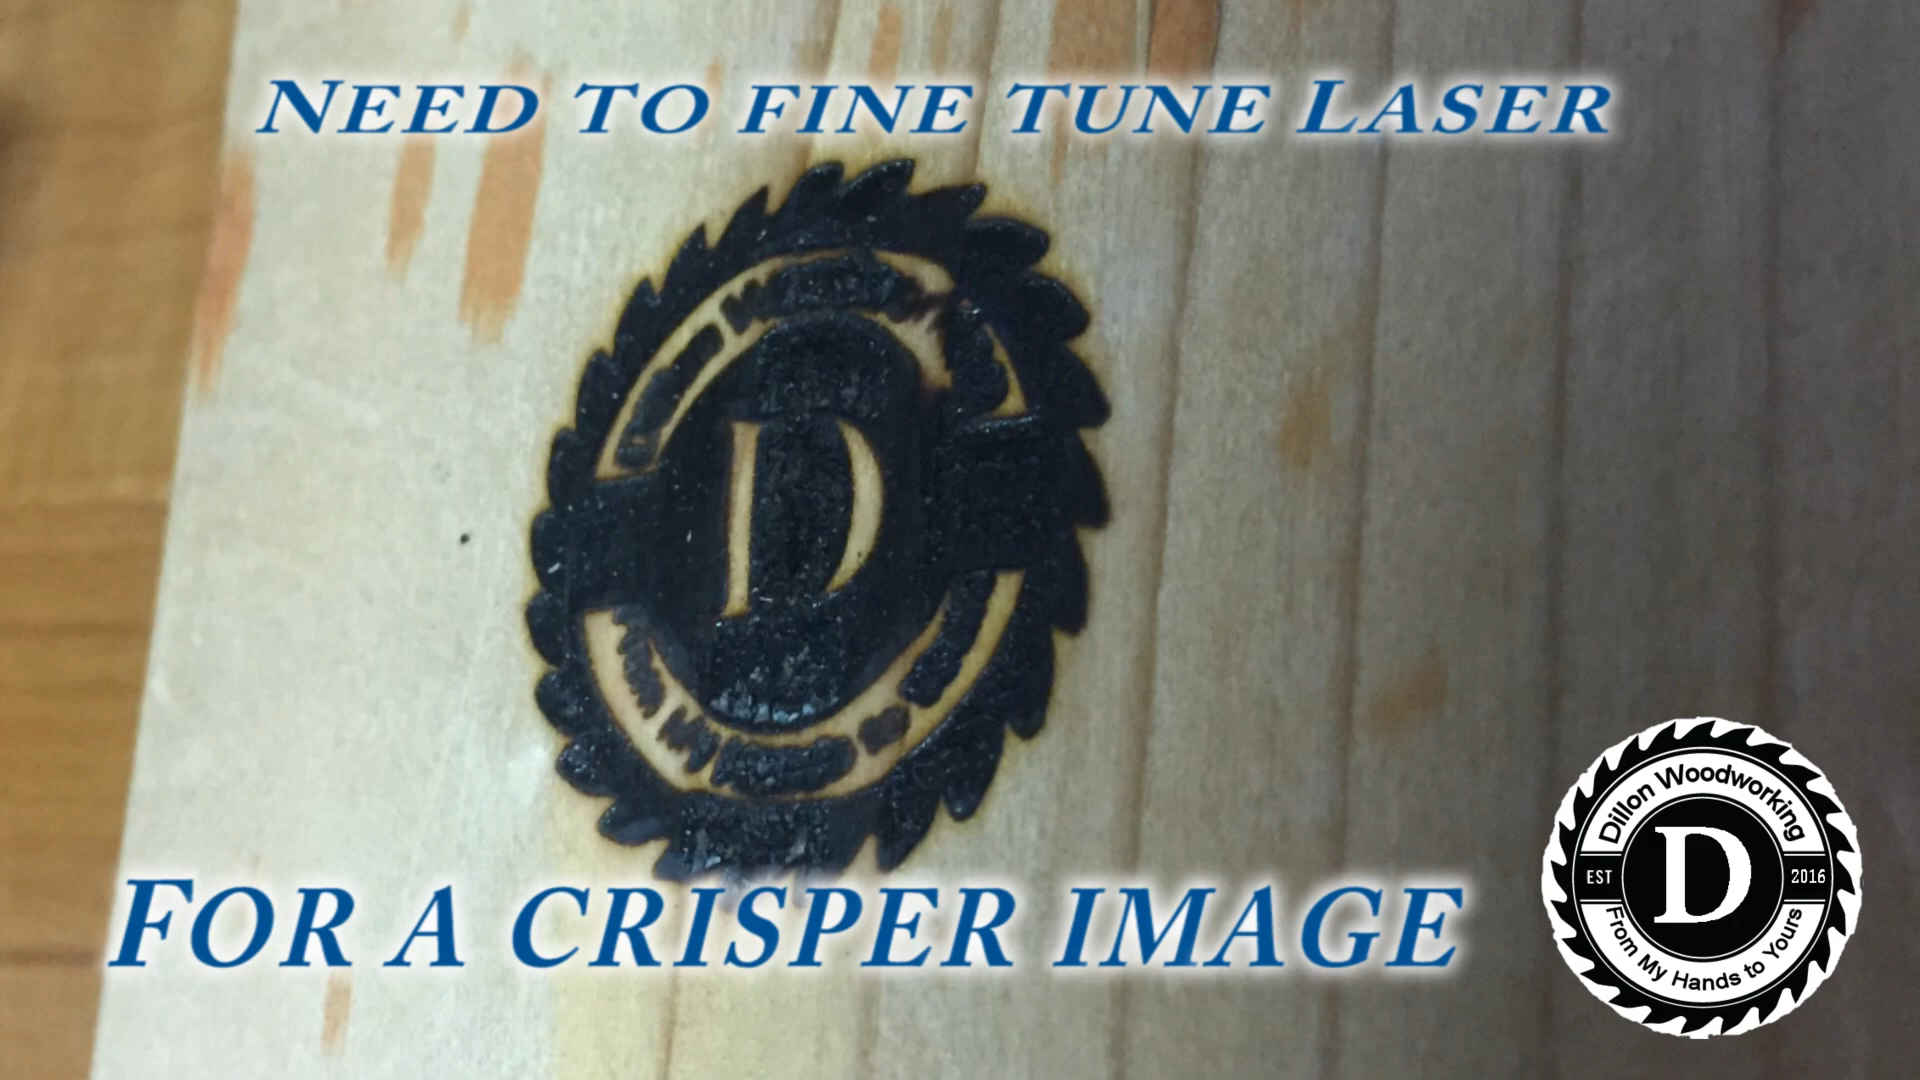 Need to fine tune Laser
D
For a crisper image
Dillon Woodworking
EST D 2016
From My Hands to Yours